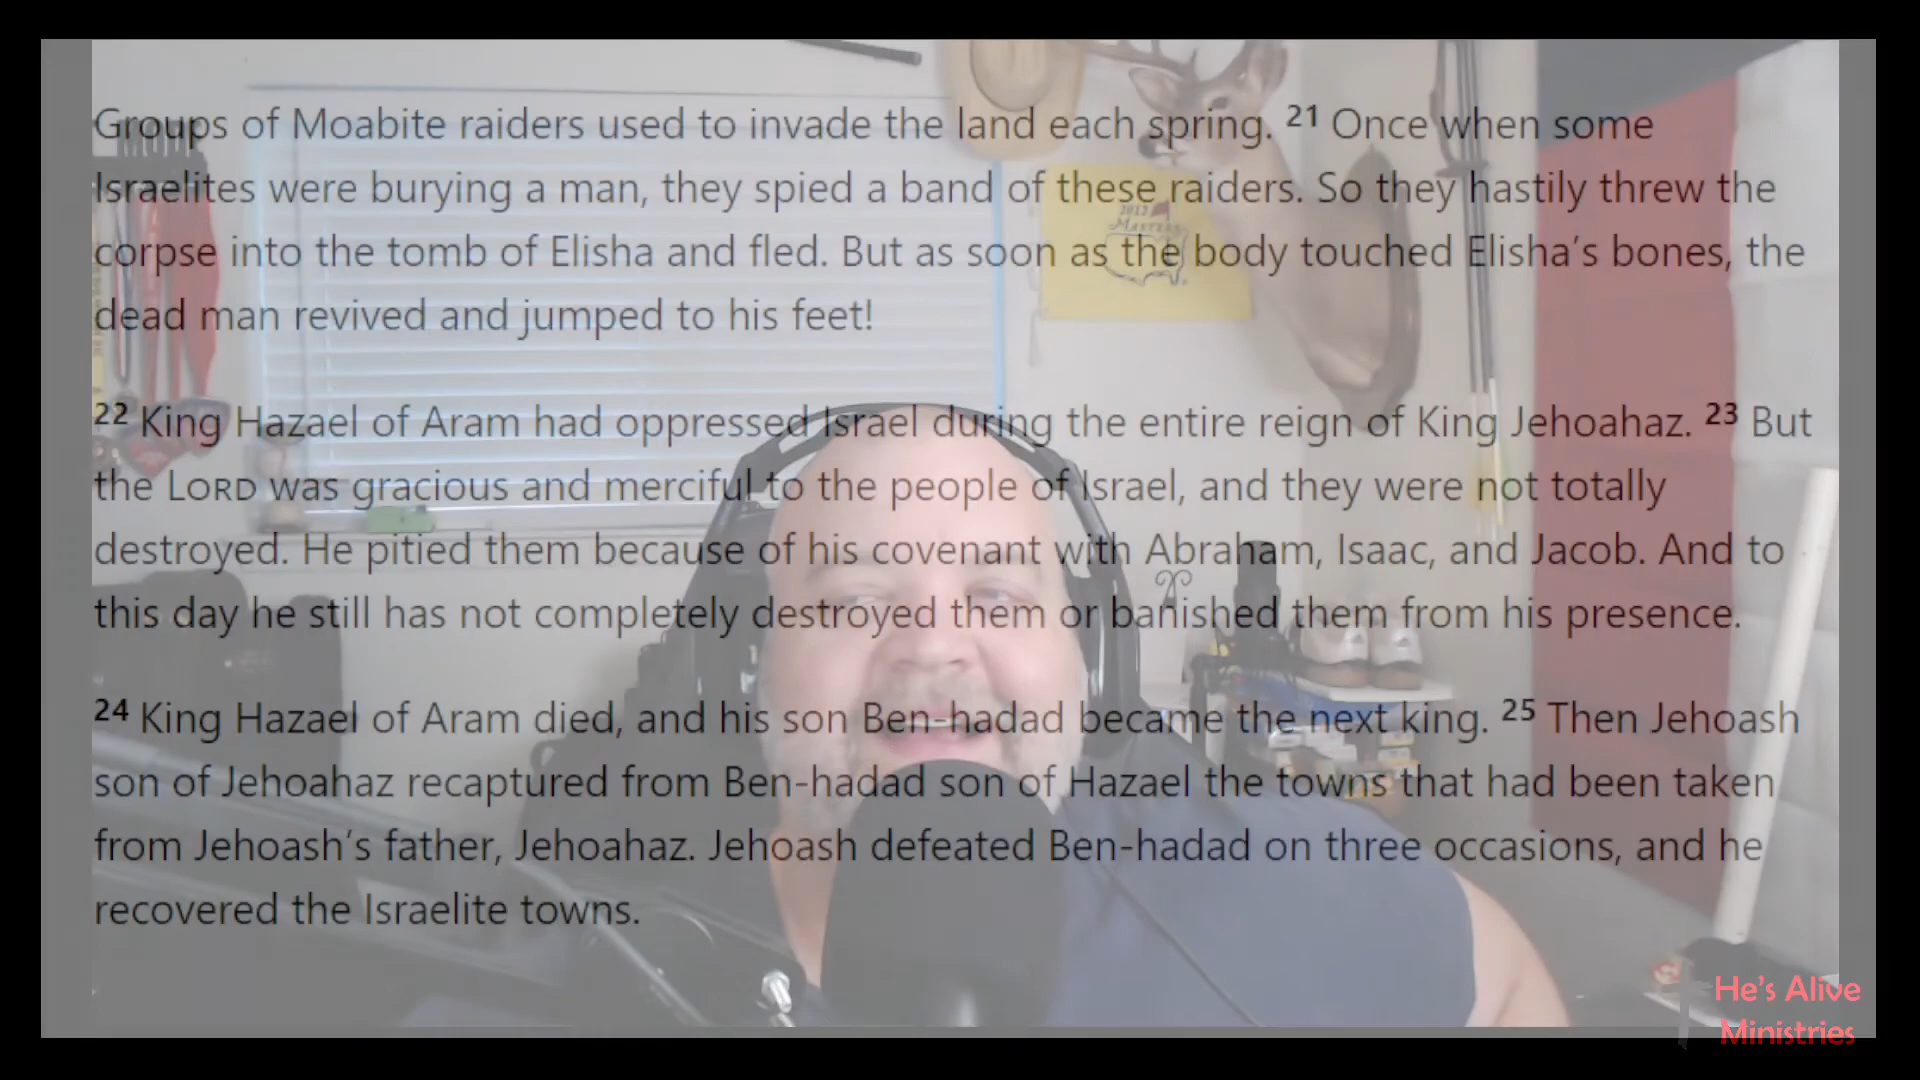 Groups of Moabite raiders used to invade the land each spring. 21 Once when some
Israelites were burying a man, they spied a band of these raiders. So they hastily threw the
corpse into the tomb of Elisha and fled. But as soon as the body touched Elisha’s bones, the
dead man revived and jumped to his feet!
22 King Hazael of Aram had oppressed Israel during the entire reign of King Jehoahaz. 23 But
the LORD was gracious and merciful to the people of Israel, and they were not totally
destroyed. He pitied them because of his covenant with Abraham, Isaac, and Jacob. And to
this day he still has not completely destroyed them or banished them from his presence.
24 King Hazael of Aram died, and his son Ben-hadad became the next king. 25 Then Jehoash
son of Jehoahaz recaptured from Ben-hadad son of Hazael the towns that had been taken
from Jehoash’s father, Jehoahaz. Jehoash defeated Ben-hadad on three occasions, and he
recovered the Israelite towns.
2012
Masters
He's Alive
Ministries